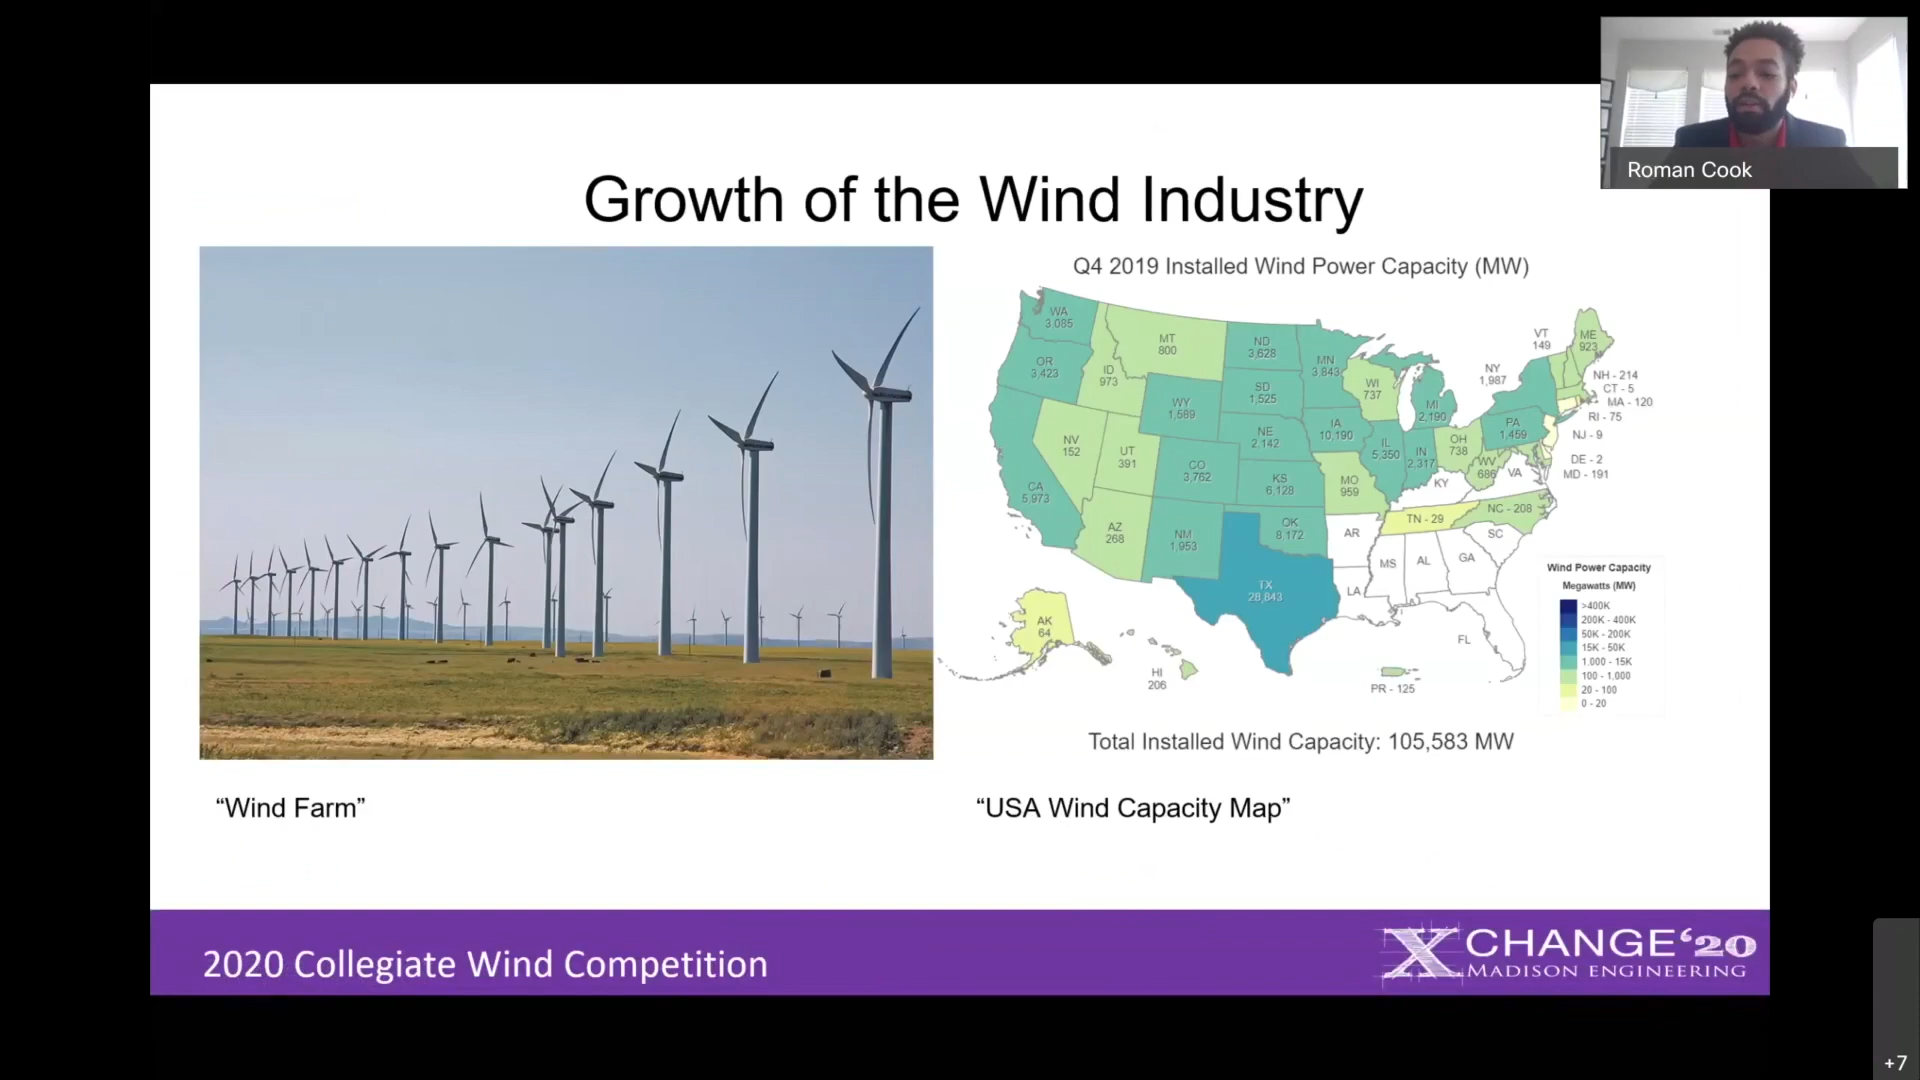 Roman Cook
Growth of the Wind Industry
Q4 2019 Installed Wind Power Capacity (MW)
WA
3,085
OR
3,423
CA
5,973
ID
973
NV
152
MT
800
WY
1,589
UT
391
AZ
268
CO
3,762
NM
1,953
ND
3,628
SD
1,525
NE
2,142
KS
6,128
OK
8,172
TX
28,843
MN
3,843
IA
10,190
MO
959
AR
LA
WI
737
IL
5,350
MI
2,190
IN
2,317
OH
738
KY
TN - 29
MS
AL
GA
FL
SC
NC - 208
WV
686
VA
PA
1,459
NY
1,987
VT
149
ME
923
NH - 214
CT - 5
MA - 120
RI - 75
NJ - 9
DE - 2
MD - 191
AK
64
HI
206
PR - 125
Wind Power Capacity
Megawatts (MW)
>400K
200K - 400K
50K - 200K
15K - 50K
1,000 - 15K
100 - 1,000
20 - 100
0 - 20
Total Installed Wind Capacity: 105,583 MW
“Wind Farm”
“USA Wind Capacity Map”
2020 Collegiate Wind Competition
XCHANGE‘20
MADISON ENGINEERING
+7